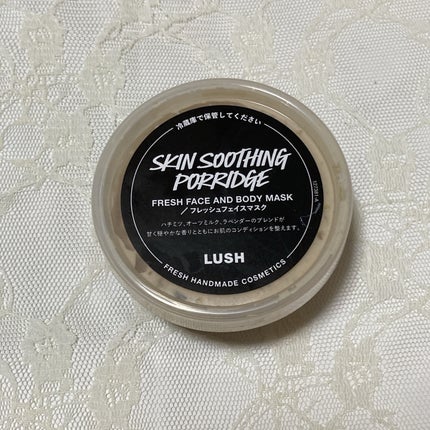 冷蔵庫で保管してください
SKIN SOOTHING
PORRIDGE
FRESH FACE AND BODY MASK
／フレッシュフェイスマスク
ハチミツ、オーツミルク、ラベンダーのブレンドが
甘く穏やかな香りとともにお肌のコンディションを整えます。
LUSH
FRESH HANDMADE COSMETICS